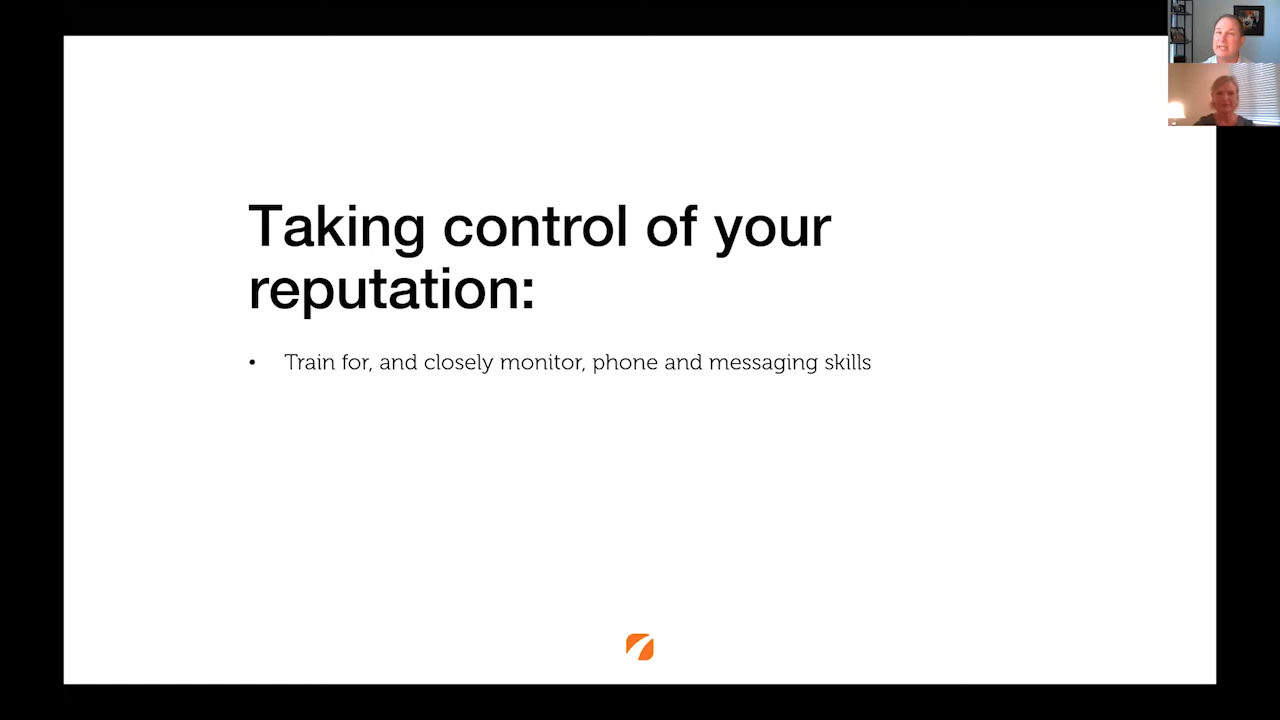 Taking control of your
reputation:
• Train for, and closely monitor, phone and messaging skills